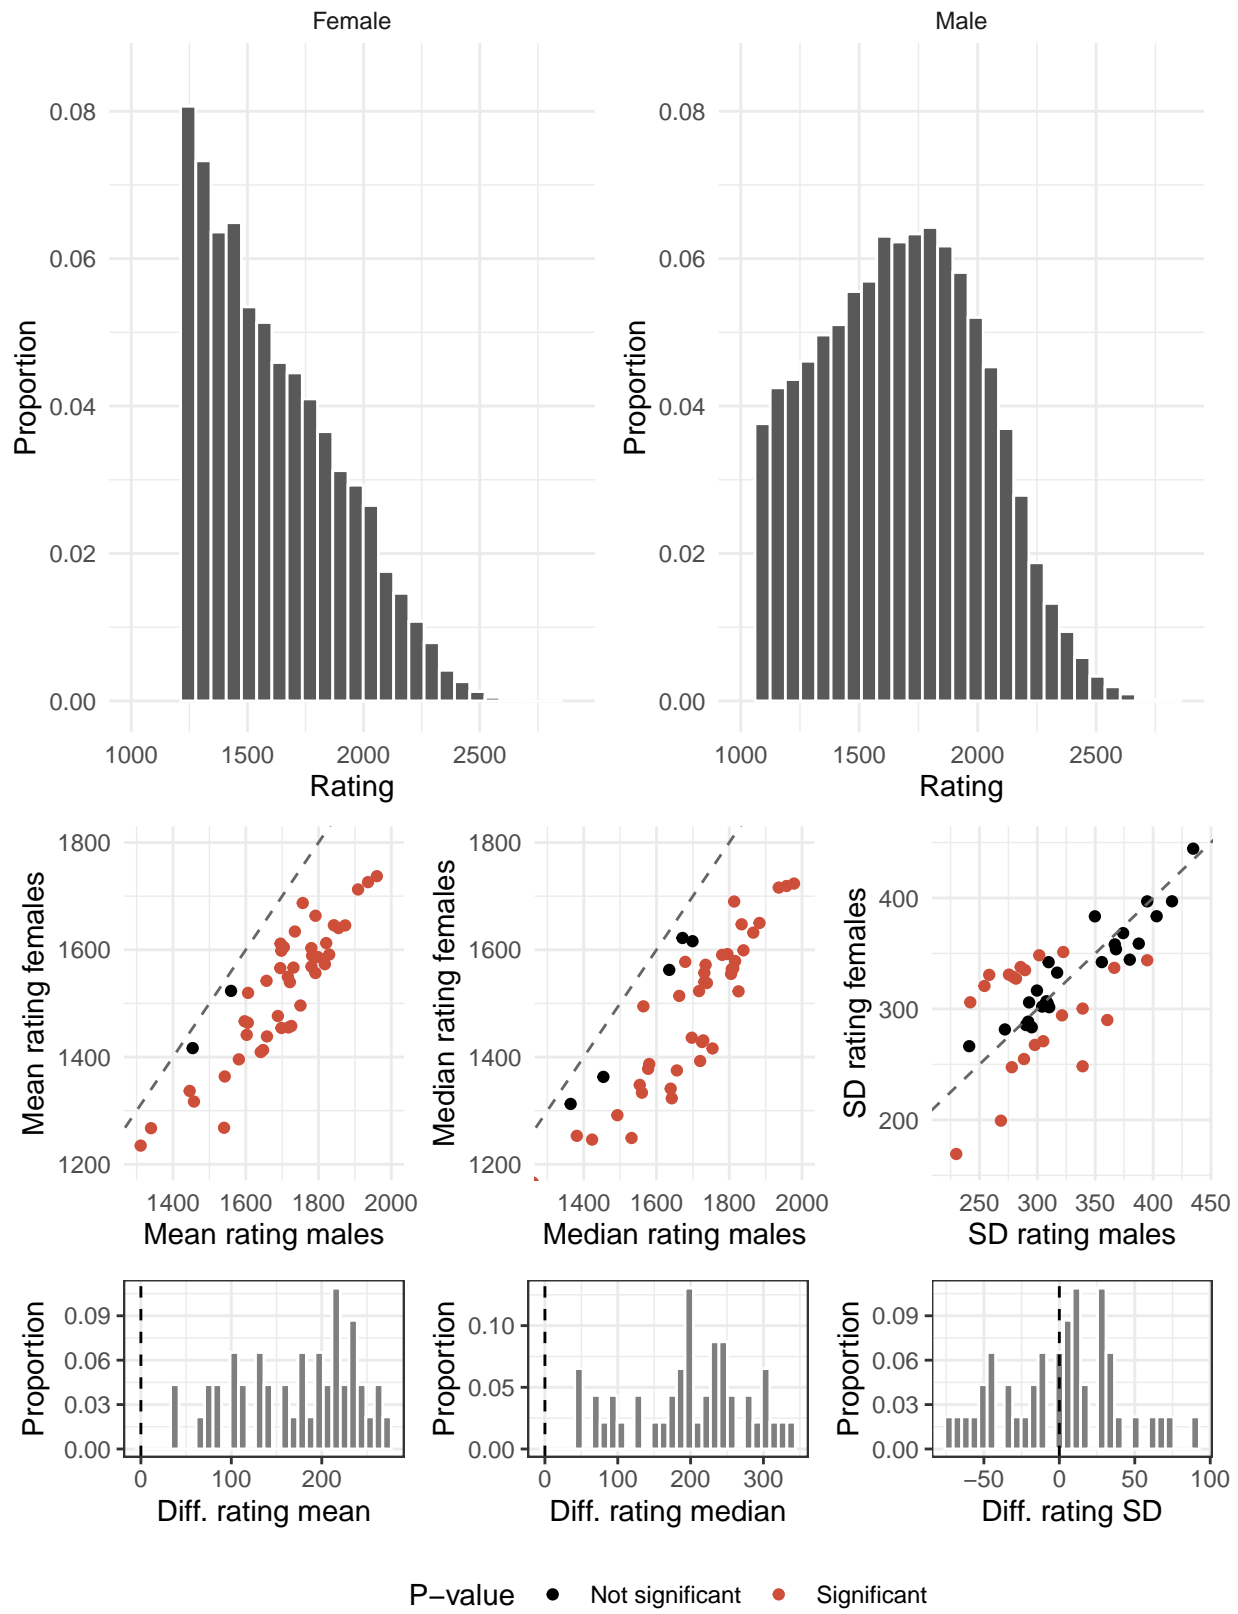 Female
Male
0.08
0.06
0.04
0.02
0.00
Proportion
1000 1500 2000 2500
Rating
0.08
0.06
0.04
0.02
0.00
Proportion
1000 1500 2000 2500
Rating
1800
1600
1400
1200
Mean rating females
1400 1600 1800 2000
Mean rating males
1800
1600
1400
1200
Median rating females
1400 1600 1800 2000
Median rating males
400
300
200
SD rating females
250 300 350 400 450
SD rating males
0.09
0.06
0.03
0.00
Proportion
0 100 200
Diff. rating mean
0.10
0.05
0.00
Proportion
0 100 200 300
Diff. rating median
0.09
0.06
0.03
0.00
Proportion
−50 0 50 100
Diff. rating SD
P−value Not significant Significant